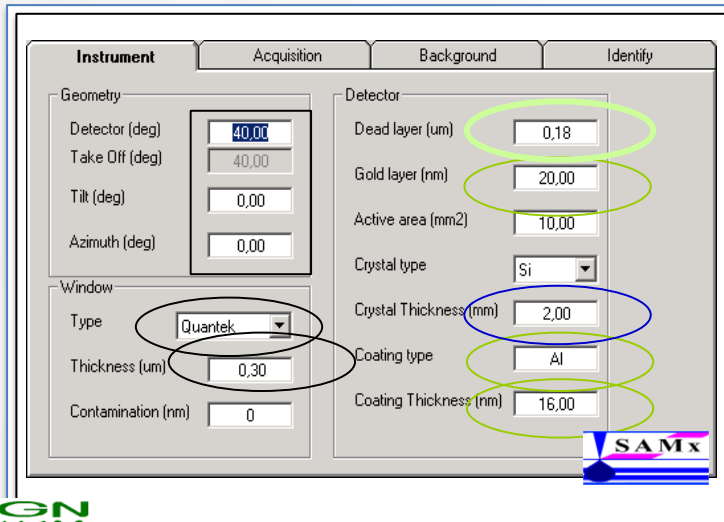 Instrument
Acquisition
Background
Identify
Geometry
Detector (deg)
40,00
Take Off (deg)
40,00
Tilt (deg)
0,00
Azimuth (deg)
0,00
Window
Type
Quantek
Thickness (um)
0,30
Contamination (nm)
0
Detector
Dead layer (um)
0,18
Gold layer (nm)
20,00
Active area (mm2)
10,00
Crystal type
Si
Crystal Thickness (mm)
2,00
Coating type
Al
Coating Thickness (nm)
16,00
SAMx
GN